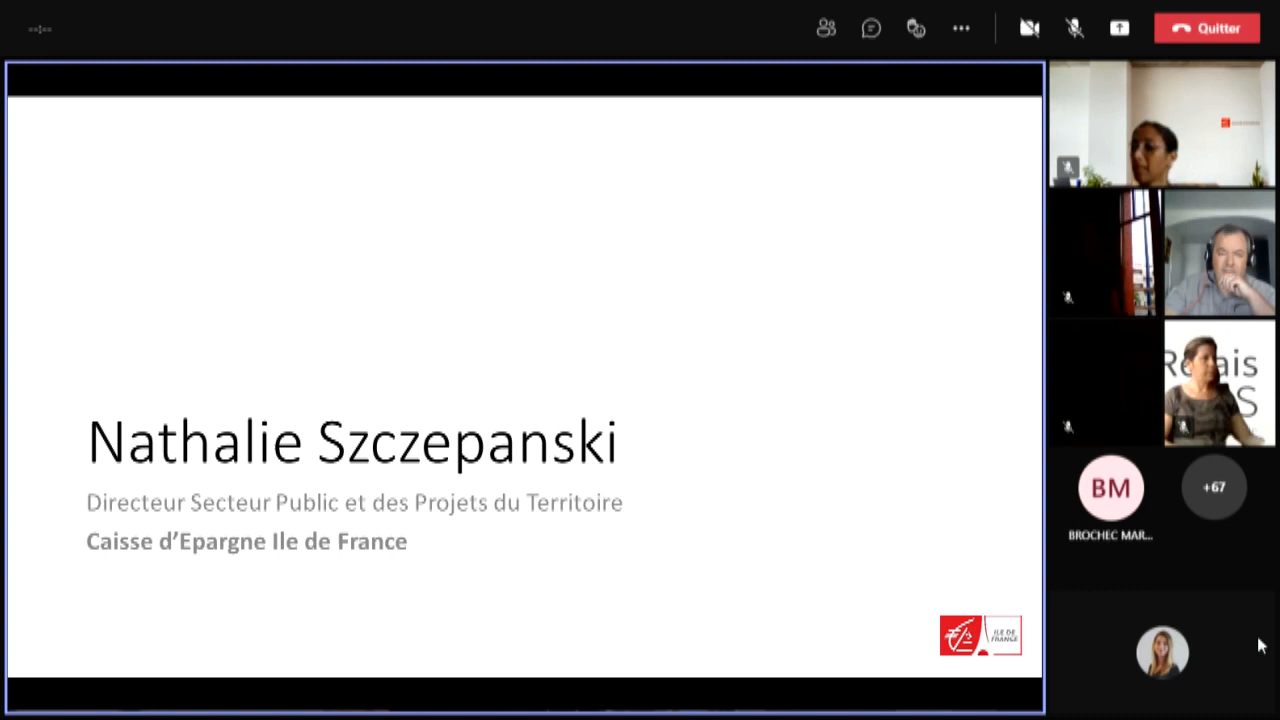 Quitter
Nathalie Szczepanski
Directeur Secteur Public et des Projets du Territoire
Caisse d'Epargne Ile de France
ILE DE
FRANCE
BM
+67
BROCHEC MAR...